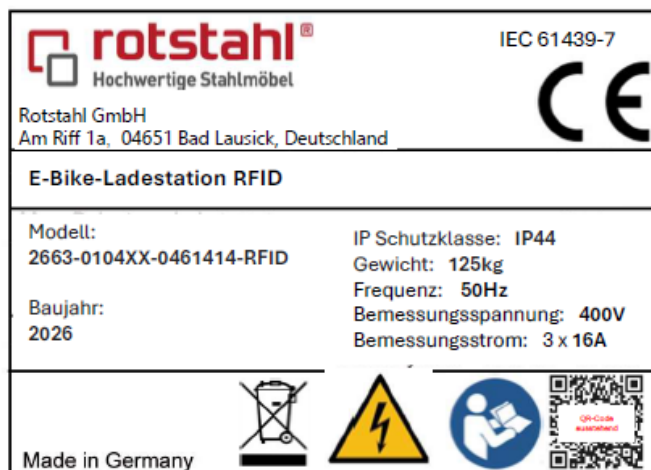 rotstahl®
Hochwertige Stahlmöbel
IEC 61439-7
CE
Rotstahl GmbH
Am Riff 1a, 04651 Bad Lausick, Deutschland
E-Bike-Ladestation RFID
Modell:
2663-0104XX-0461414-RFID
Baujahr:
2026
IP Schutzklasse: IP44
Gewicht: 125kg
Frequenz: 50Hz
Bemessungsspannung: 400V
Bemessungsstrom: 3 x 16A
Made in Germany
QR-Code
ausstehend